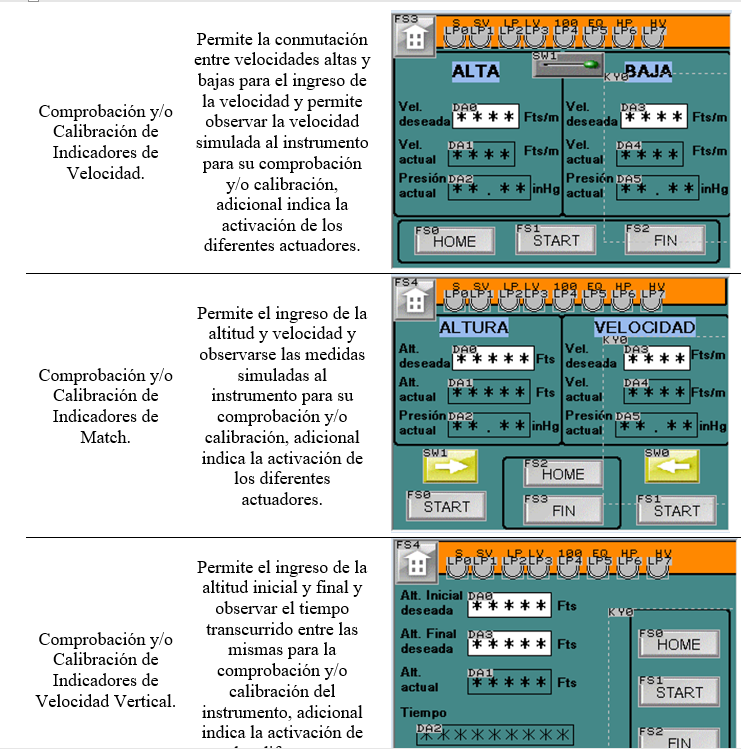 Comprobación y/o
Calibración de
Indicadores de
Velocidad.
Permite la conmutación
entre velocidades altas y
bajas para el ingreso de
la velocidad y permite
observar la velocidad
simulada al instrumento
para su comprobación
y/o calibración,
adicional indica la
activación de los
diferentes actuadores.
FS3
S SV LP LV 100 EQ HP HV
LP0 LP1 LP2 LP3 LP4 LP5 LP6 LP7
SW1
ALTA
KY0
BAJA
Vel. deseada DA0 **** Fts/m
Vel. deseada DA3 **** Fts/m
Vel. actual DA1 **** Fts/m
Vel. actual DA4 **** Fts/m
Presión actual DA2 **.** inHg
Presión actual DA5 **.** inHg
FS0 HOME
FS1 START
FS2 FIN
Comprobación y/o
Calibración de
Indicadores de
Match.
Permite el ingreso de la
altitud y velocidad y
observarse las medidas
simuladas al
instrumento para su
comprobación y/o
calibración, adicional
indica la activación de
los diferentes
actuadores.
FS4
S SV LP LV 100 EQ HP HV
LP0 LP1 LP2 LP3 LP4 LP5 LP6 LP7
ALTURA
VELOCIDAD
KY0
Alt. deseada DA0 ***** Fts
Vel. deseada DA3 **** Fts/m
Alt. actual DA1 ***** Fts
Vel. actual DA4 **** Fts/m
Presión actual DA2 **.** inHg
Presión actual DA5 **.** inHg
SW1
SW0
FS2 HOME
FS0 START
FS3 FIN
FS1 START
Comprobación y/o
Calibración de
Indicadores de
Velocidad Vertical.
Permite el ingreso de la
altitud inicial y final y
observar el tiempo
transcurrido entre las
mismas para la
comprobación y/o
calibración del
instrumento, adicional
indica la activación de
FS4
S SV LP LV 100 EQ HP HV
LP0 LP1 LP2 LP3 LP4 LP5 LP6 LP7
Alt. Inicial deseada DA0 ***** Fts
KY0
Alt. Final deseada DA3 ***** Fts
FS0 HOME
Alt. actual DA1 ***** Fts
FS1 START
Tiempo
DA2 *********
FS2 FIN